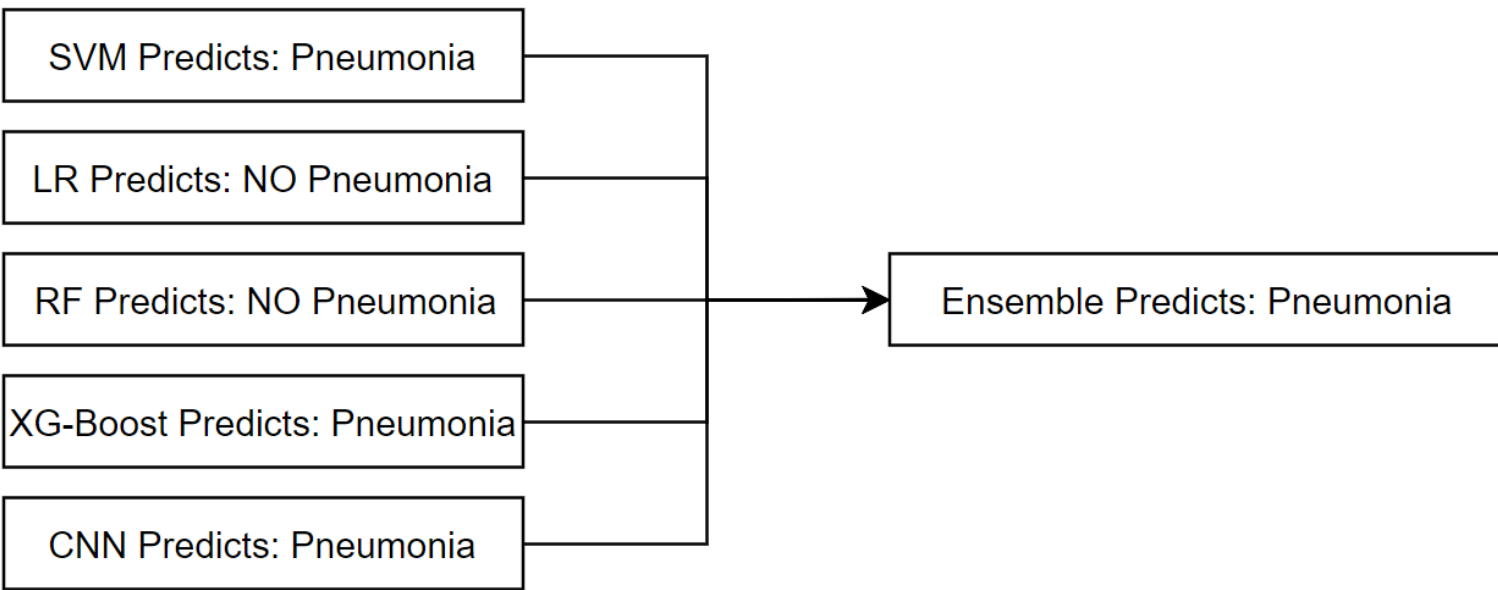 SVM Predicts: Pneumonia
LR Predicts: NO Pneumonia
RF Predicts: NO Pneumonia
XG-Boost Predicts: Pneumonia
CNN Predicts: Pneumonia
Ensemble Predicts: Pneumonia